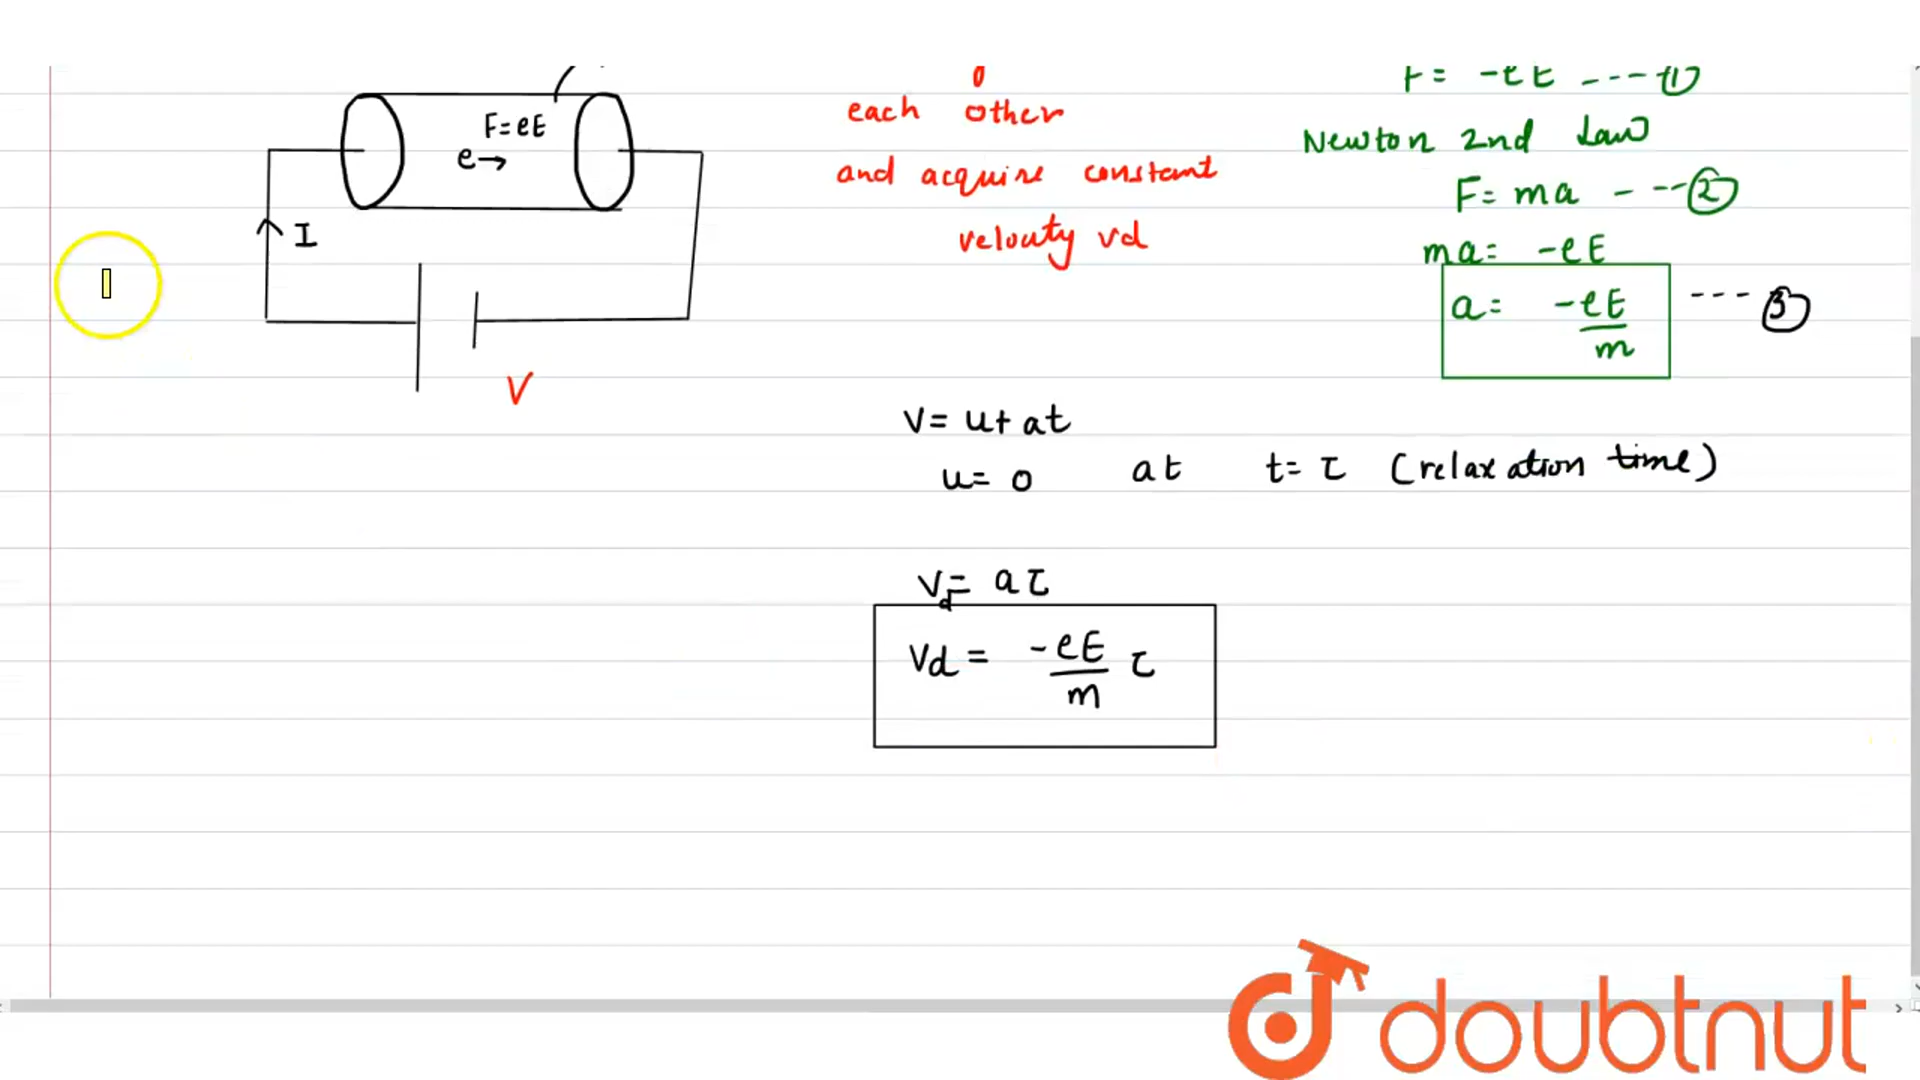 F=eE
e→
I
V
each other
and acquire constant
velouty vd
F= -eE ---- ①
Newton 2nd Law
F= ma - --②
ma= -eE
a= -eE/m --- ③
V= u+ at
u= 0 at t= τ (relaxation time)
Vd= aτ
Vd= -eE/m τ
doubtnut